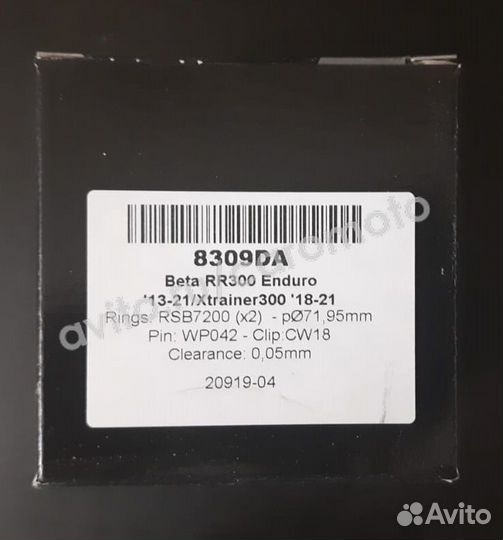 8309DA
Beta RR300 Enduro
'13-21/Xtrainer300 '18-21
Rings: RSB7200 (x2) - pØ71,95mm
Pin: WP042 - Clip:CW18
Clearance: 0,05mm
20919-04
Avito